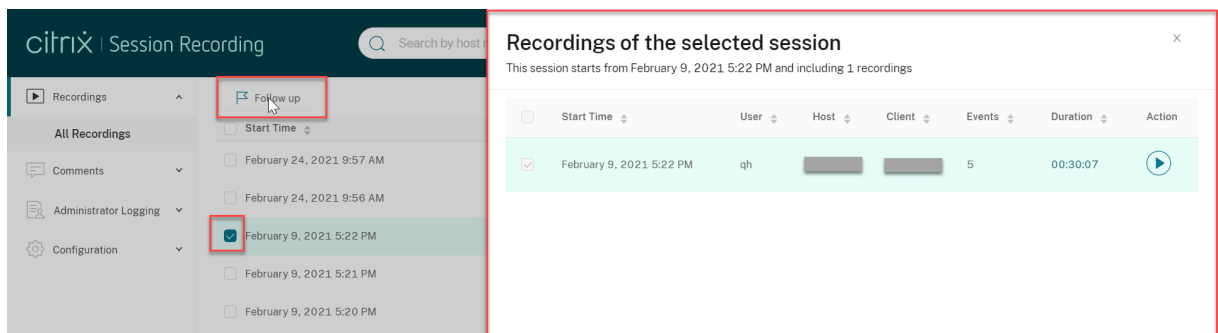 citrix | Session Recording
Search by host
Recordings
All Recordings
Comments
Administrator Logging
Configuration
Follow up
Start Time
February 24, 2021 9:57 AM
February 24, 2021 9:56 AM
February 9, 2021 5:22 PM
February 9, 2021 5:21 PM
February 9, 2021 5:20 PM
Recordings of the selected session
This session starts from February 9, 2021 5:22 PM and including 1 recordings
Start Time User Host Client Events Duration Action
February 9, 2021 5:22 PM qh 5 00:30:07